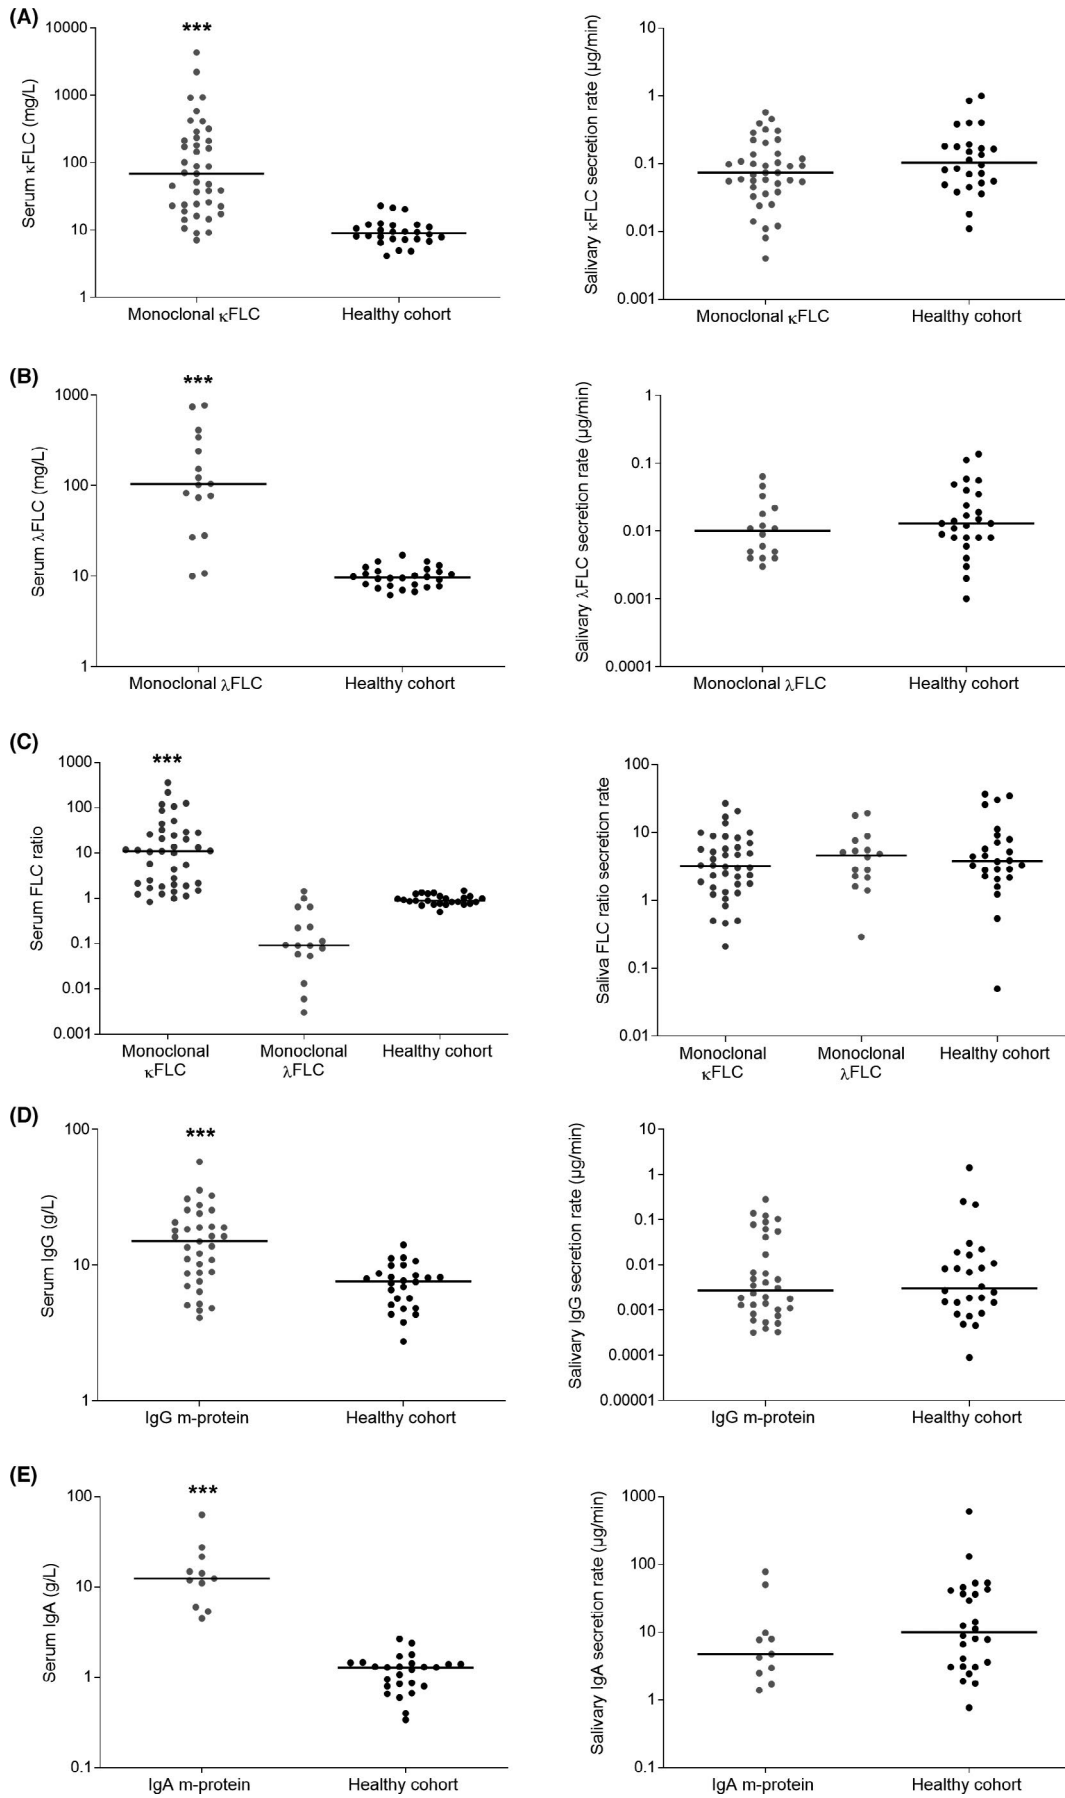 (A)
***
10000
1000
100
10
1
Serum κFLC (mg/L)
Monoclonal κFLC
Healthy cohort
10
1
0.1
0.01
0.001
Salivary κFLC secretion rate (µg/min)
Monoclonal κFLC
Healthy cohort
(B)
***
1000
100
10
1
Serum λFLC (mg/L)
Monoclonal λFLC
Healthy cohort
1
0.1
0.01
0.001
0.0001
Salivary λFLC secretion rate (µg/min)
Monoclonal λFLC
Healthy cohort
(C)
***
1000
100
10
1
0.1
0.01
0.001
Serum FLC ratio
Monoclonal
κFLC
Monoclonal
λFLC
Healthy cohort
100
10
1
0.1
0.01
Saliva FLC ratio secretion rate
Monoclonal
κFLC
Monoclonal
λFLC
Healthy cohort
(D)
***
100
10
1
Serum IgG (g/L)
IgG m-protein
Healthy cohort
10
1
0.1
0.01
0.001
0.0001
0.00001
Salivary IgG secretion rate (µg/min)
IgG m-protein
Healthy cohort
(E)
***
100
10
1
0.1
Serum IgA (g/L)
IgA m-protein
Healthy cohort
1000
100
10
1
0.1
Salivary IgA secretion rate (µg/min)
IgA m-protein
Healthy cohort